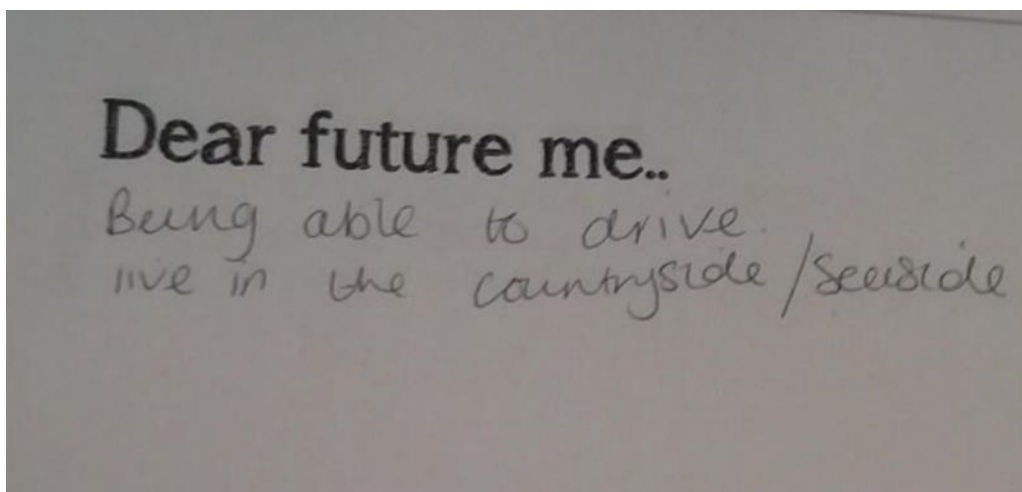 Dear future me..
Being able to drive.
live in the countryside/seaside